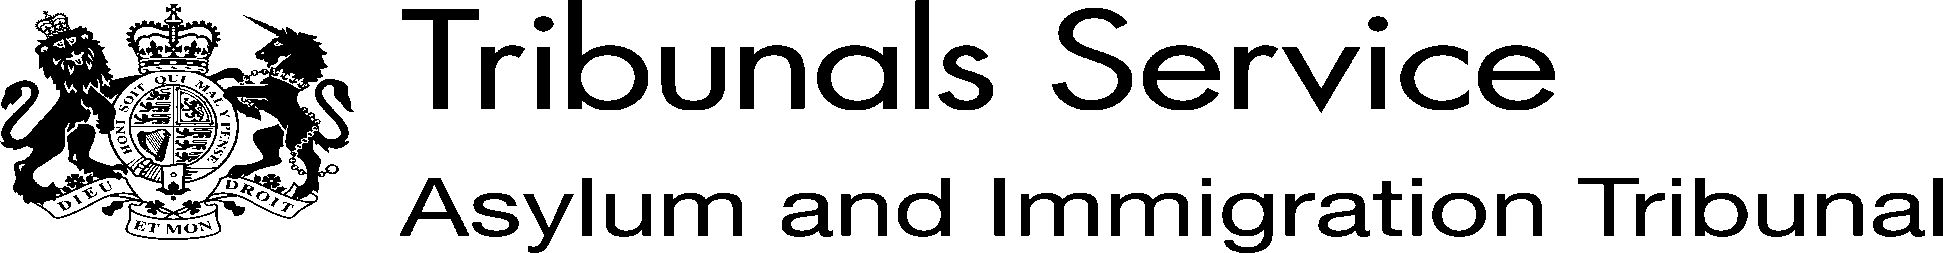 Tribunals Service
Asylum and Immigration Tribunal
HONI SOIT QUI MAL Y PENSE
DIEU ET MON DROIT